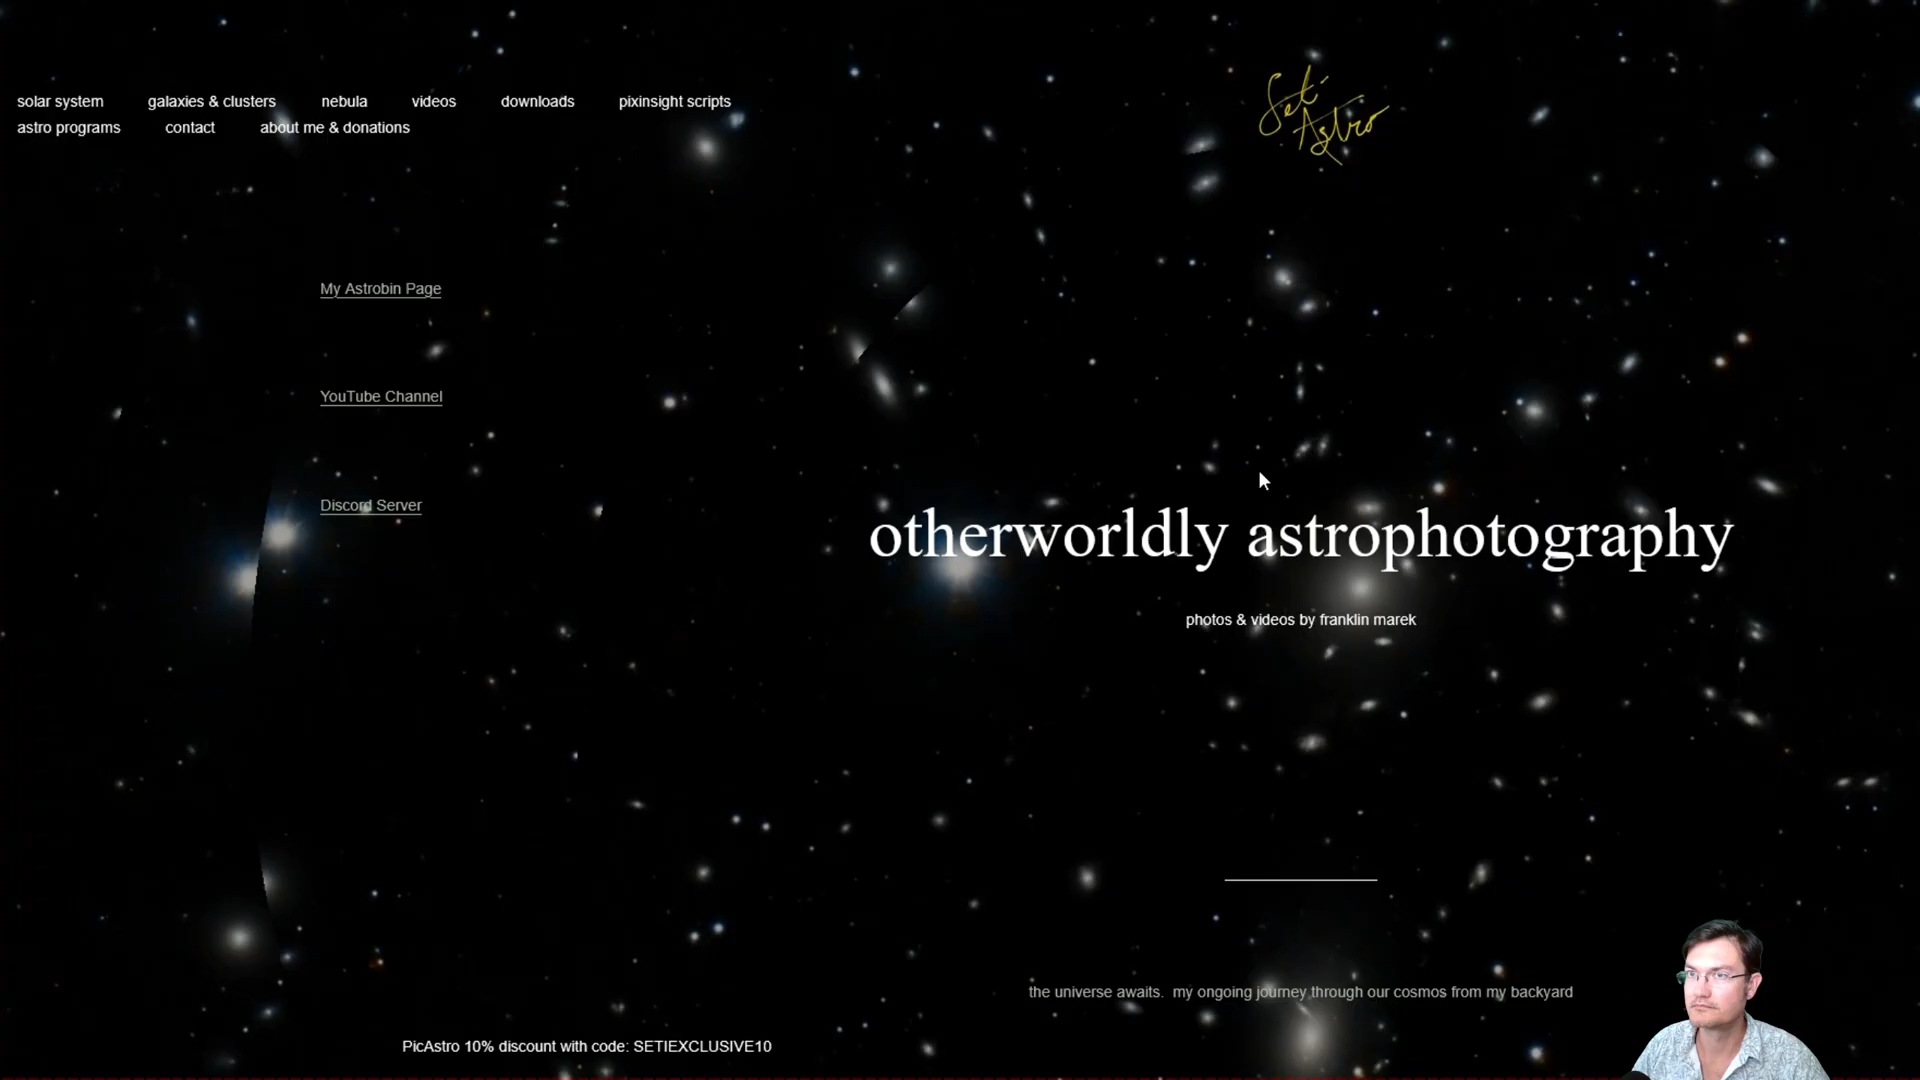 solar system galaxies & clusters nebula videos downloads pixinsight scripts
astro programs contact about me & donations
Seti
Astro
My Astrobin Page
YouTube Channel
Discord Server
otherworldly astrophotography
photos & videos by franklin marek
the universe awaits. my ongoing journey through our cosmos from my backyard
PicAstro 10% discount with code: SETIEXCLUSIVE10